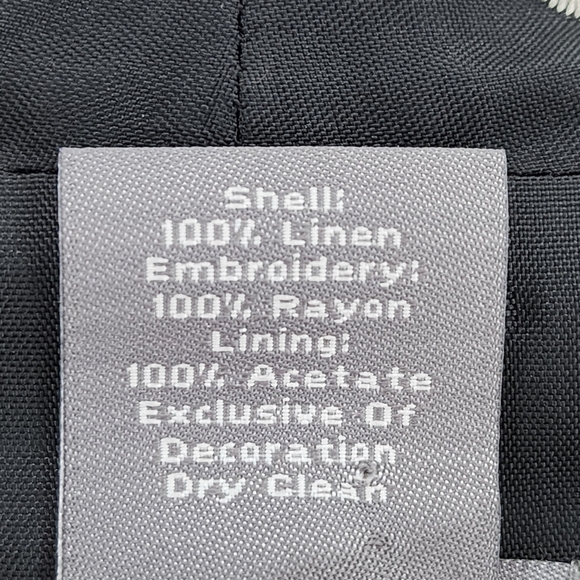 Shell:
100% Linen
Embroidery:
100% Rayon
Lining:
100% Acetate
Exclusive Of
Decoration
Dry Clean